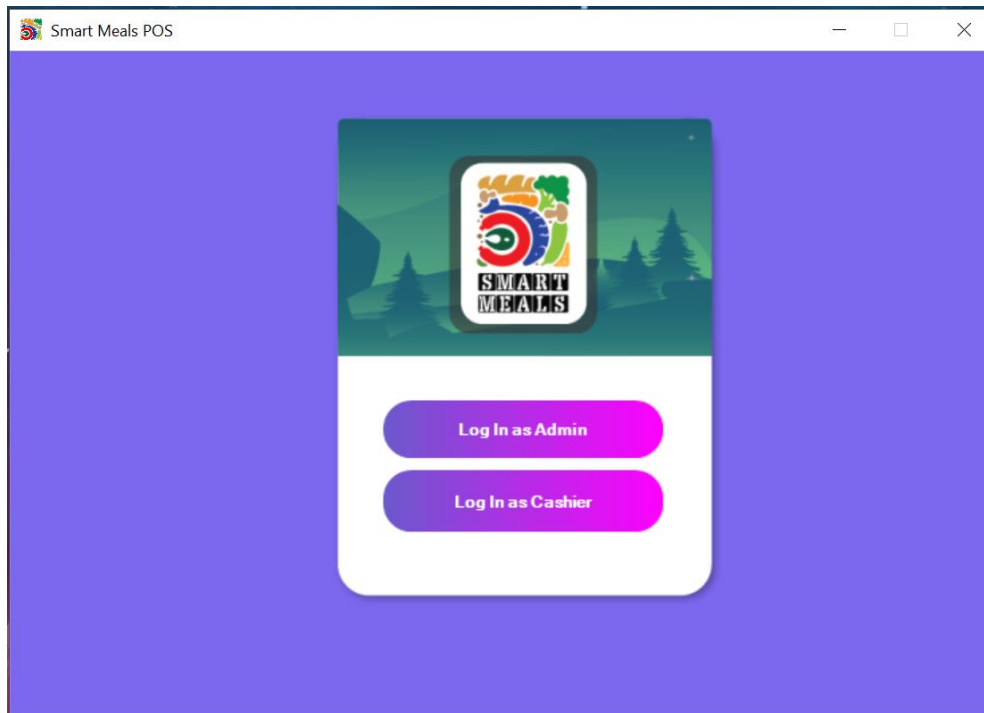 Smart Meals POS
SMART
MEALS
Log In as Admin
Log In as Cashier